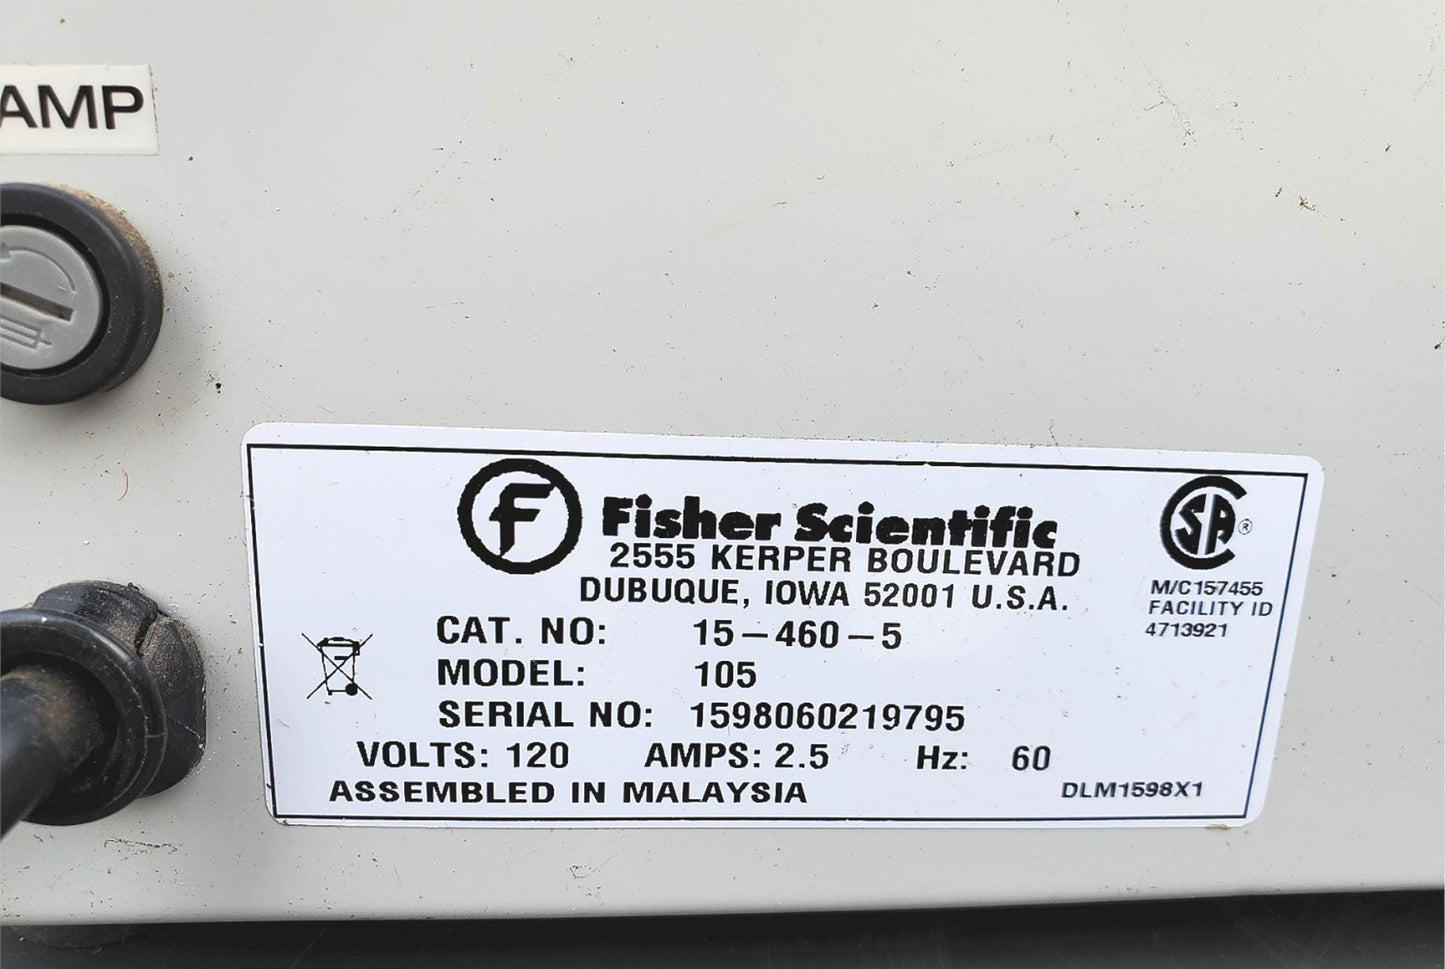 AMP
F Fisher Scientific
2555 KERPER BOULEVARD
DUBUQUE, IOWA 52001 U.S.A.
SA ®
M/C157455
FACILITY ID
4713921
CAT. NO: 15-460-5
MODEL: 105
SERIAL NO: 1598060219795
VOLTS: 120 AMPS: 2.5 Hz: 60
ASSEMBLED IN MALAYSIA
DLM1598X1